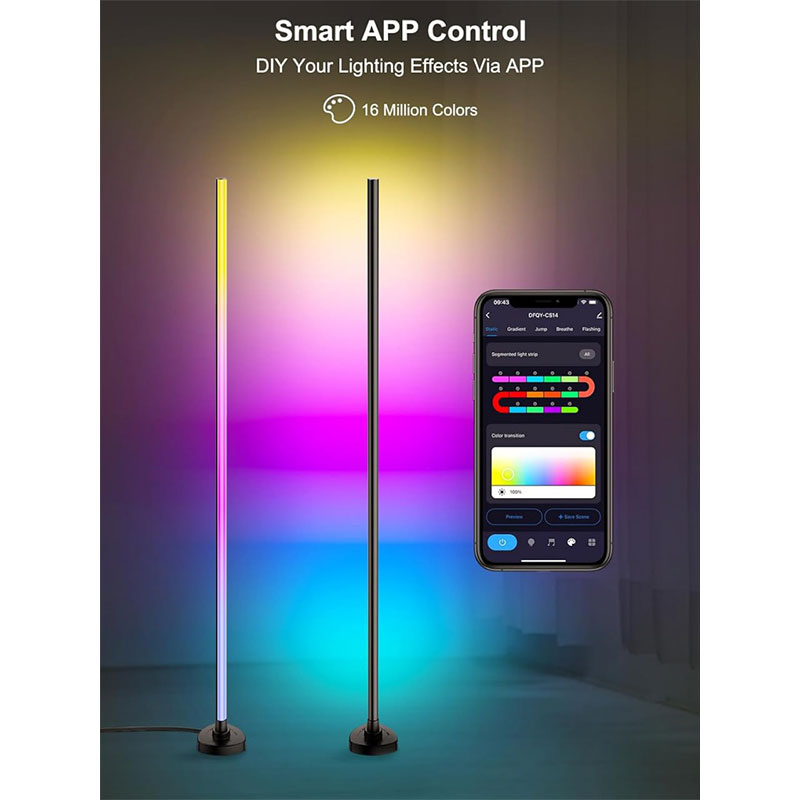 Smart APP Control
DIY Your Lighting Effects Via APP
16 Million Colors
09:43
DFQY-CS14
Static Gradient Jump Breathe Flashing
Segmented light strip All
Color transition
100%
Preview + Save Scene